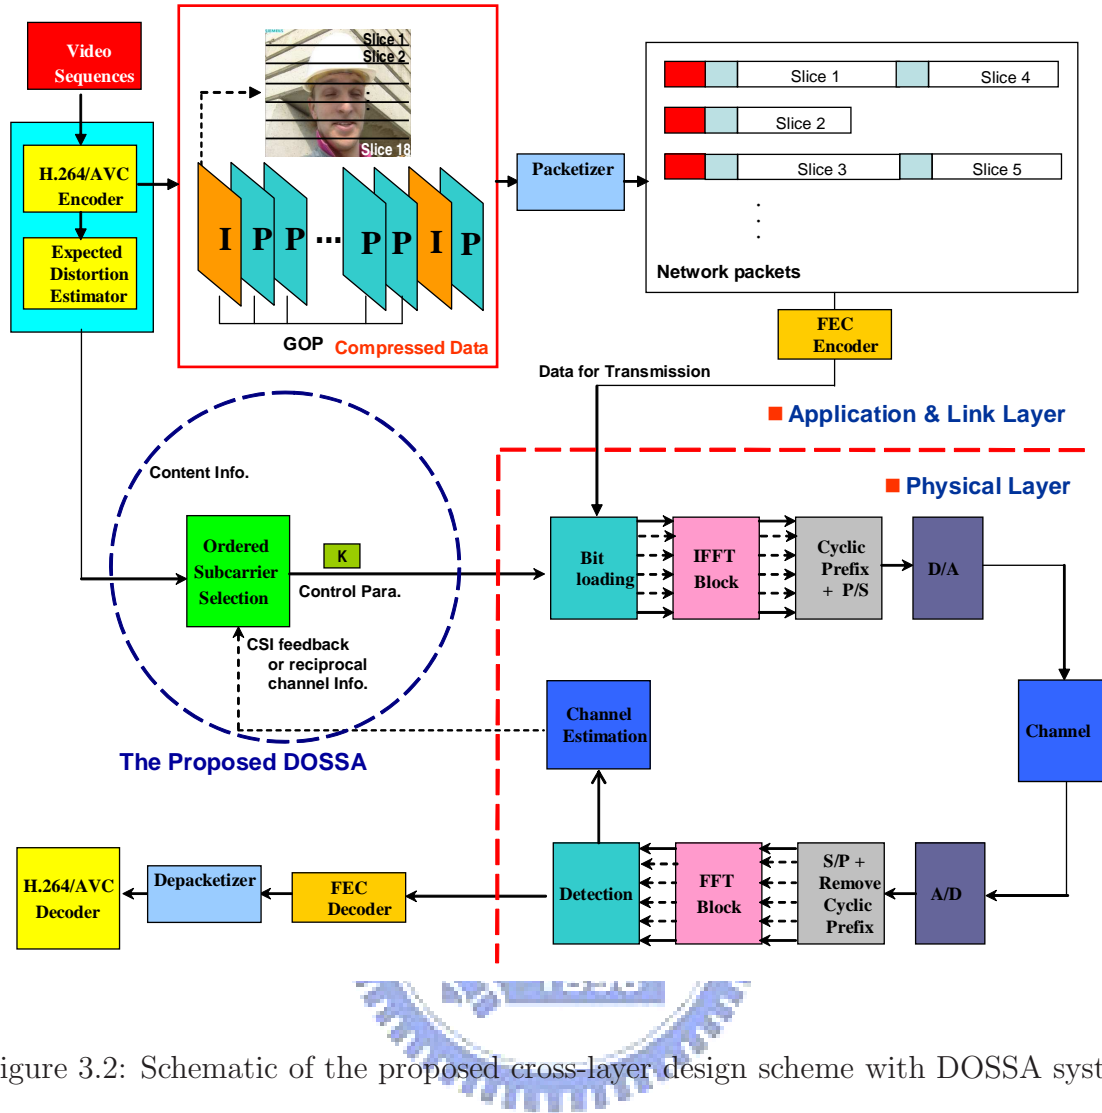 Video
Sequences
H.264/AVC
Encoder
Expected
Distortion
Estimator
Slice 1
Slice 2
Slice 18
I
P
P
...
P
P
I
P
GOP
Compressed Data
Packetizer
Slice 1
Slice 4
Slice 2
Slice 3
Slice 5
Network packets
FEC
Encoder
Data for Transmission
Application & Link Layer
Physical Layer
Content Info.
Ordered
Subcarrier
Selection
K
Control Para.
CSI feedback
or reciprocal
channel Info.
The Proposed DOSSA
Bit
loading
IFFT
Block
Cyclic
Prefix
+ P/S
D/A
Channel
Estimation
Channel
H.264/AVC
Decoder
Depacketizer
FEC
Decoder
Detection
FFT
Block
S/P +
Remove
Cyclic
Prefix
A/D
igure 3.2: Schematic of the proposed cross-layer design scheme with DOSSA syst